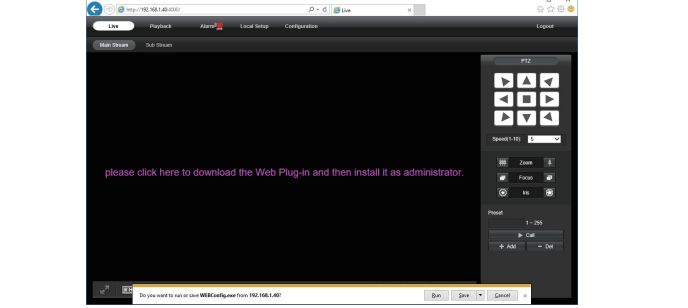 http://192.168.1.40:4000/
Live
Live Playback Alarm Local Setup Configuration Logout
Main Stream Sub Stream
PTZ
Speed(1-10) 5
Zoom
Focus
Iris
please click here to download the Web Plug-in and then install it as administrator.
Preset
1 ~ 255
Call
Add Del
Do you want to run or save WEBConfig.exe from 192.168.1.40?
Run Save Cancel